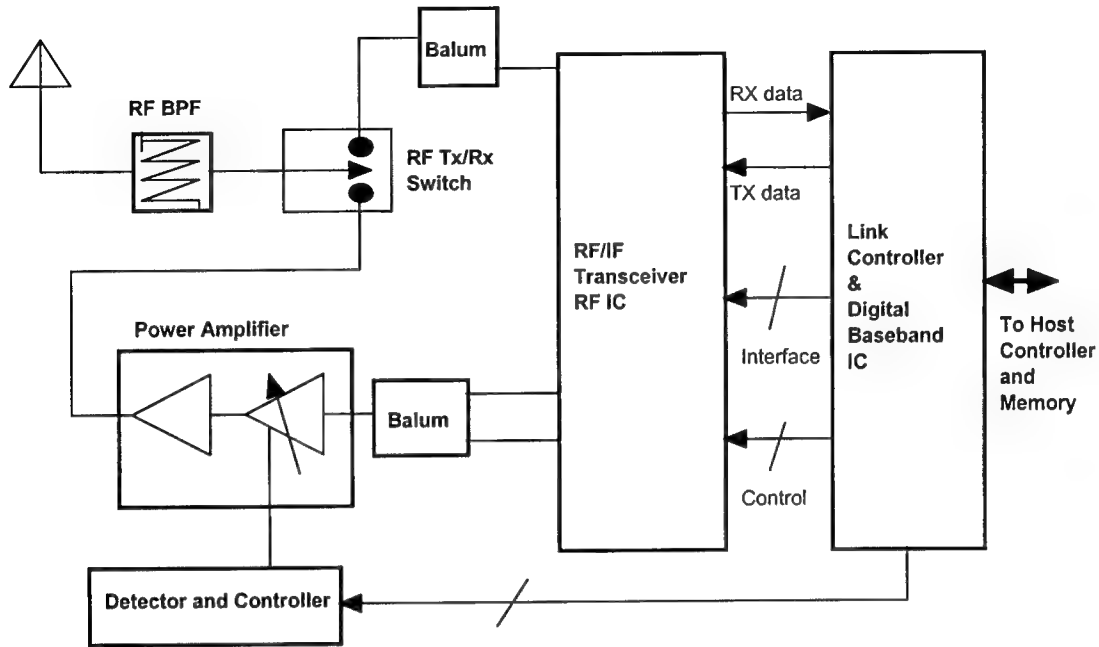 Balum
RF BPF
RF Tx/Rx
Switch
RX data
TX data
RF/IF
Transceiver
RF IC
Link
Controller
&
Digital
Baseband
IC
Interface
Control
To Host
Controller
and
Memory
Power Amplifier
Balum
Detector and Controller